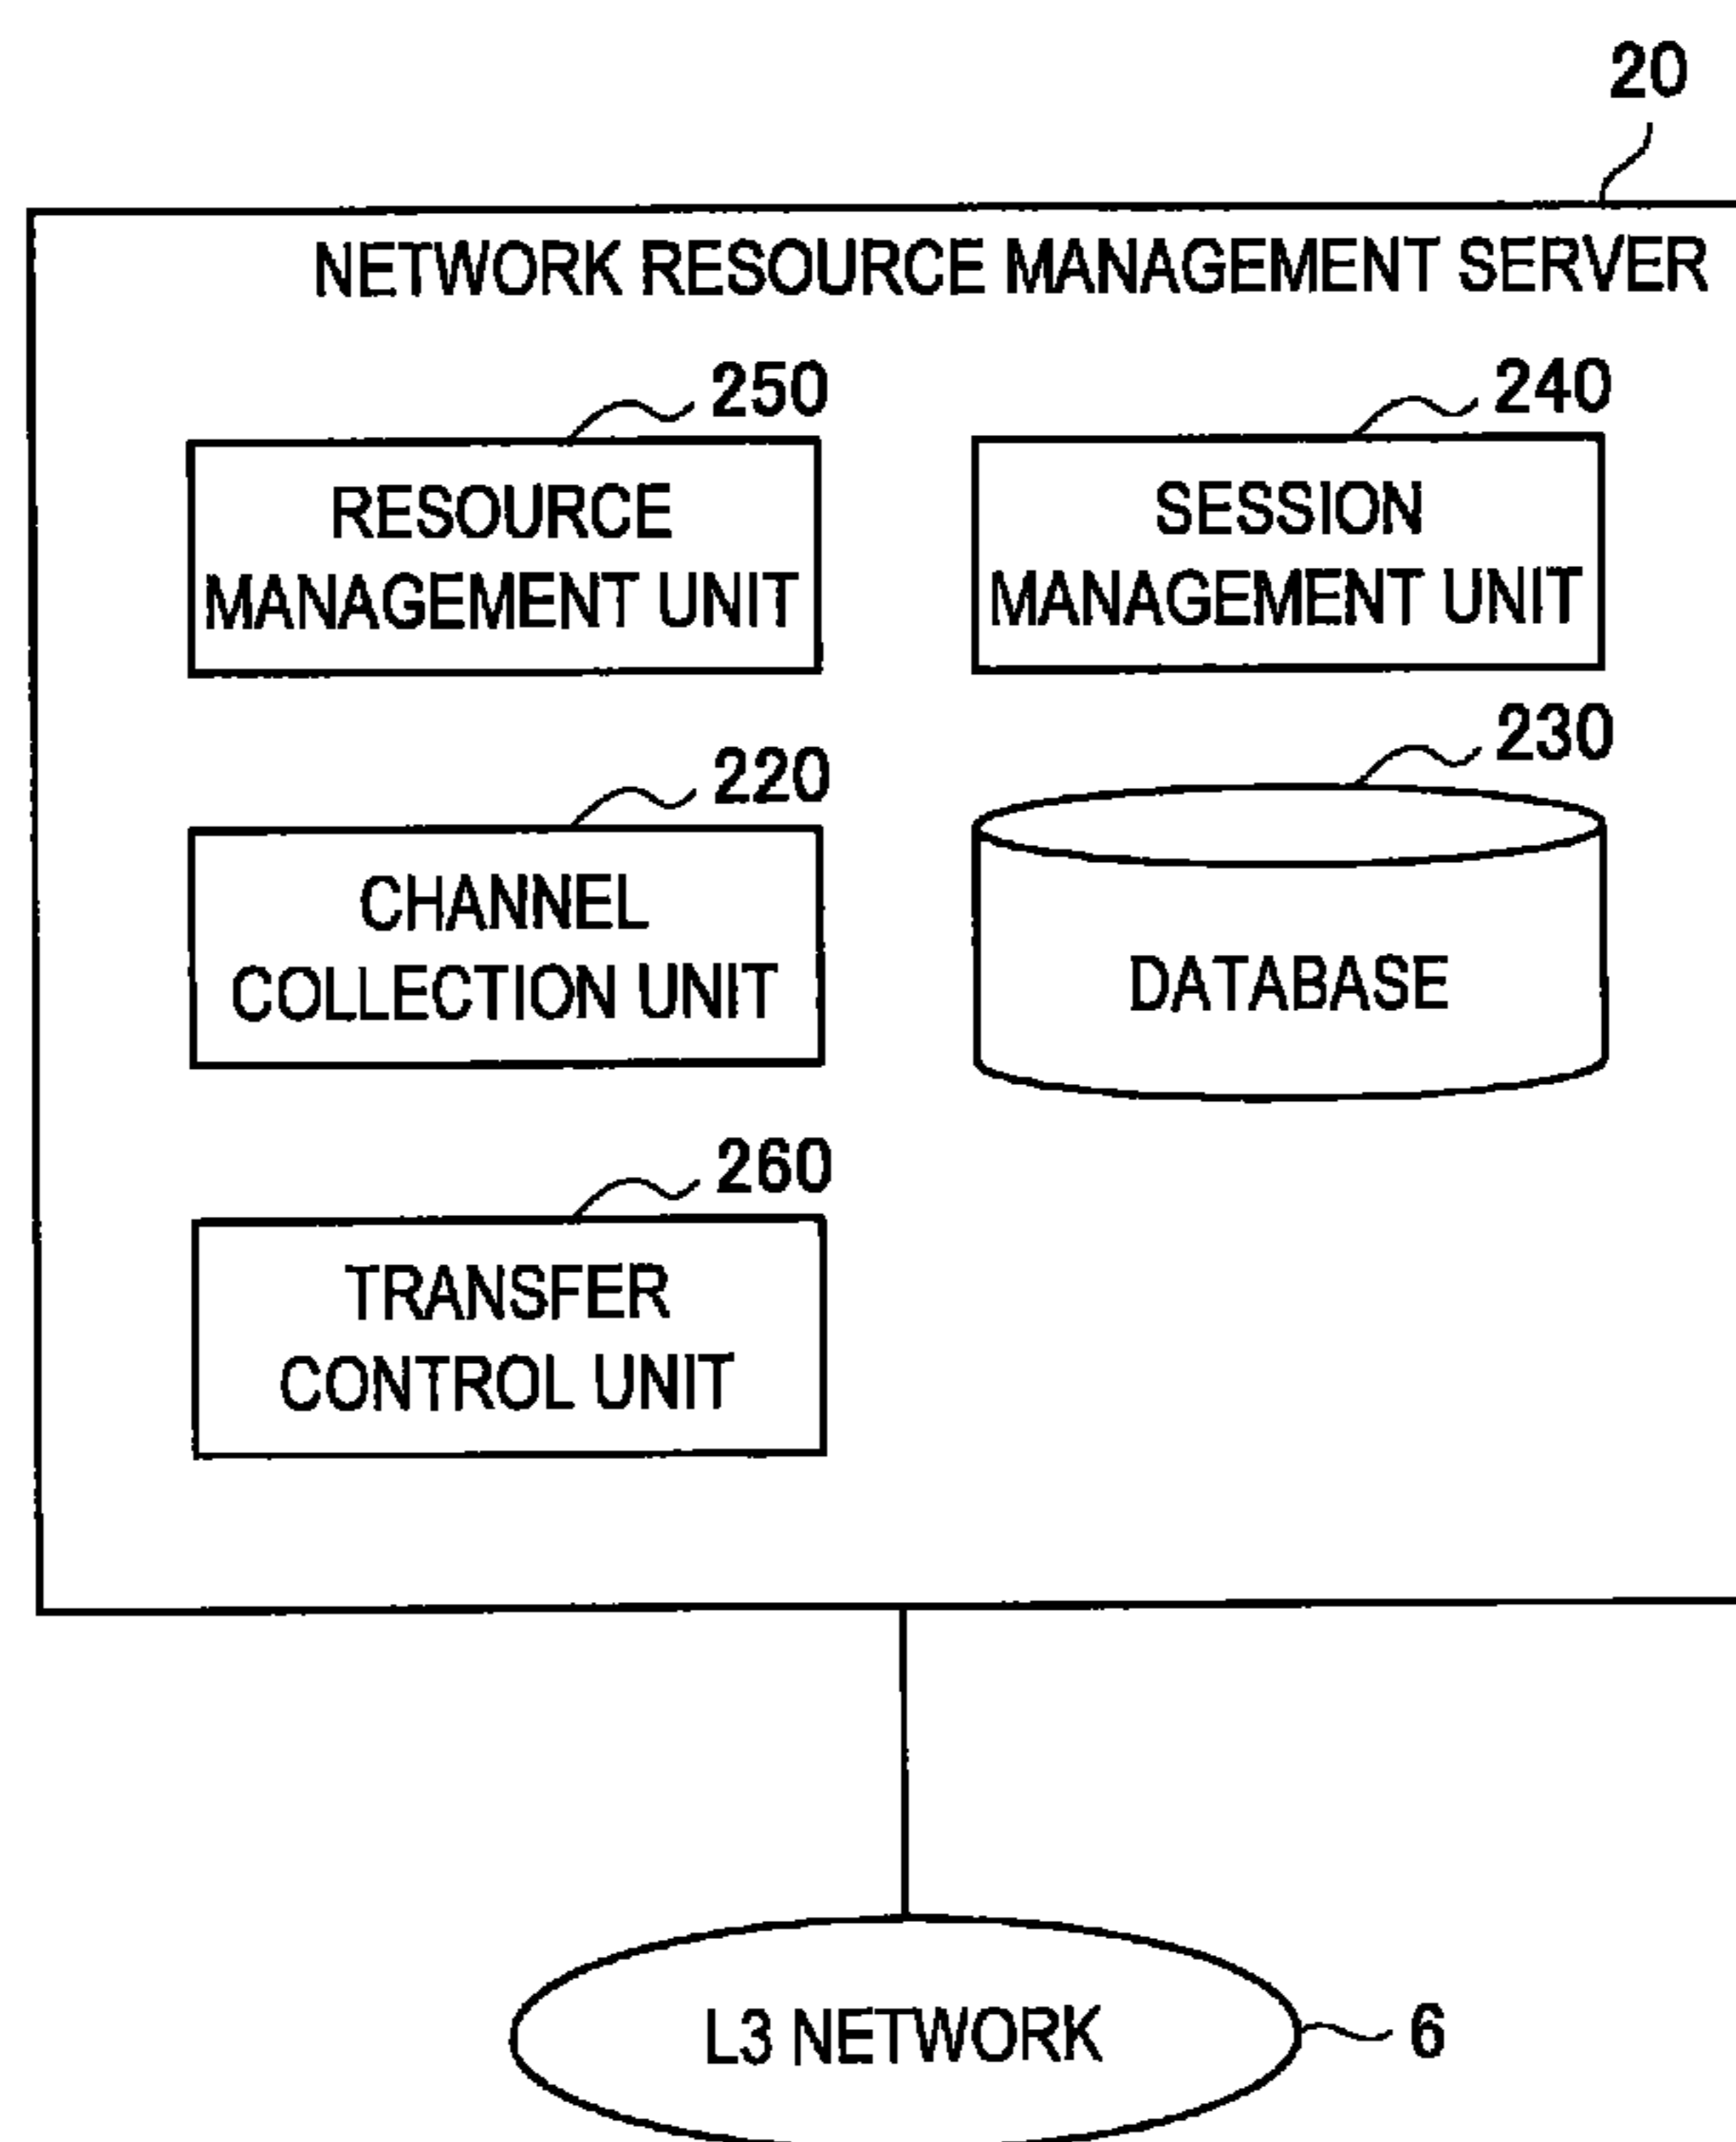 20
NETWORK RESOURCE MANAGEMENT SERVER
250
RESOURCE
MANAGEMENT UNIT
240
SESSION
MANAGEMENT UNIT
220
CHANNEL
COLLECTION UNIT
230
DATABASE
260
TRANSFER
CONTROL UNIT
L3 NETWORK
6